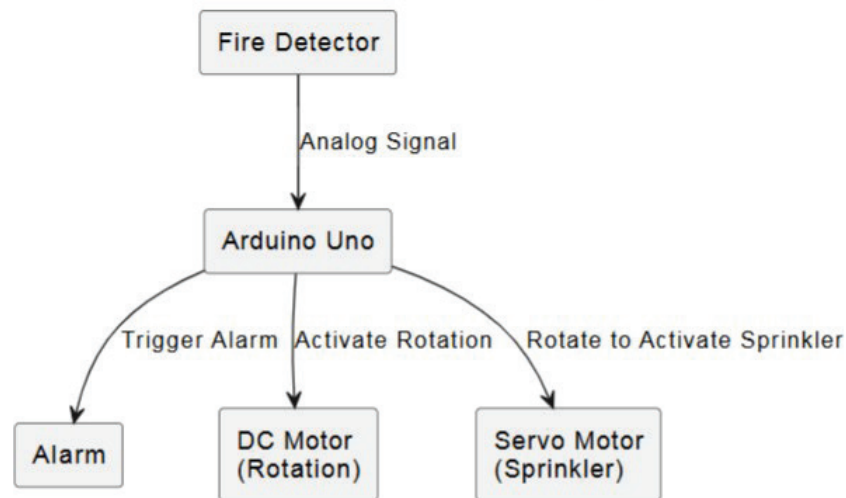 Fire Detector
Analog Signal
Arduino Uno
Trigger Alarm
Activate Rotation
Rotate to Activate Sprinkler
Alarm
DC Motor
(Rotation)
Servo Motor
(Sprinkler)